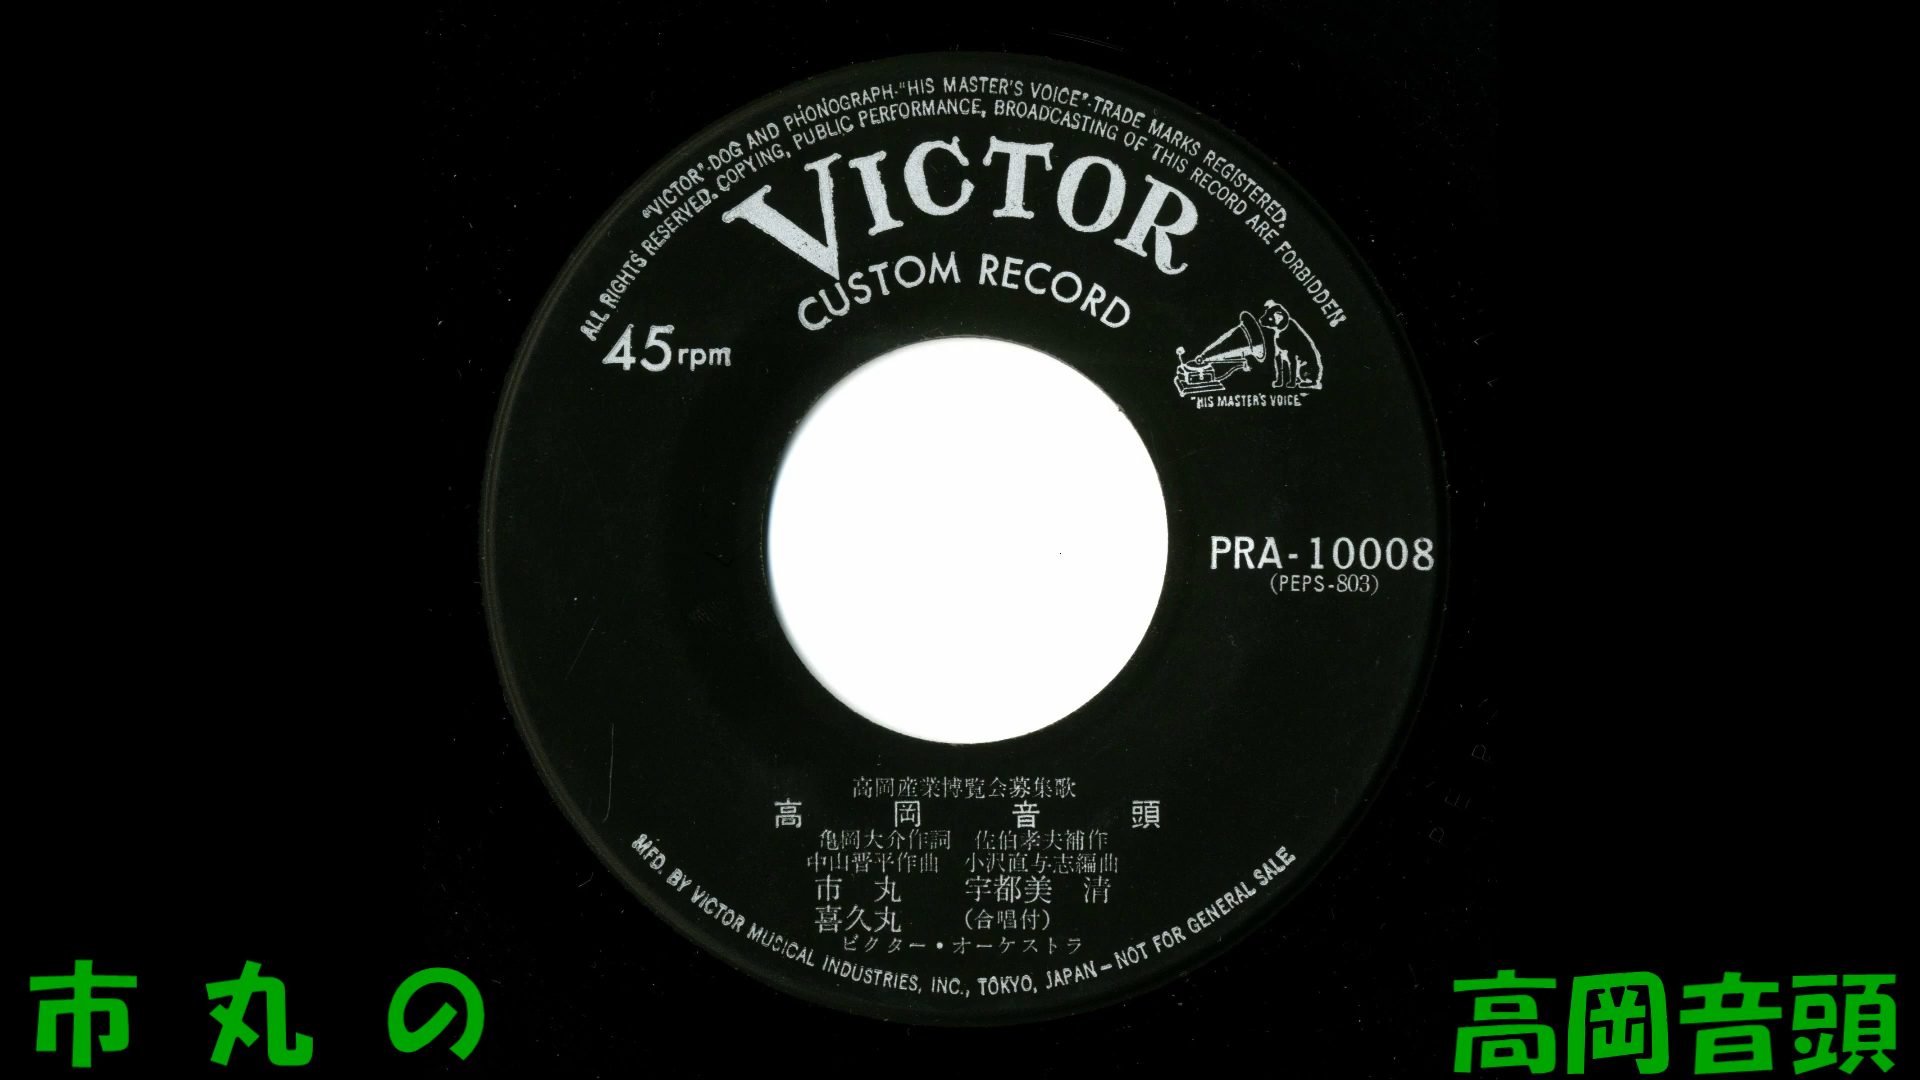 "VICTOR"-DOG AND PHONOGRAPH-"HIS MASTER'S VOICE"-TRADE MARKS REGISTERED.
ALL RIGHTS RESERVED. COPYING, PUBLIC PERFORMANCE, BROADCASTING OF THIS RECORD ARE FORBIDDEN
VICTOR
CUSTOM RECORD
45rpm
"HIS MASTER'S VOICE"
PRA-10008
(PEPS-803)
高岡産業博覧会募集歌
高岡音頭
亀岡大介作詞 佐伯孝夫補作
中山晋平作曲 小沢直与志編曲
市丸 宇都美清
喜久丸 (合唱付)
ビクター・オーケストラ
MFD. BY VICTOR MUSICAL INDUSTRIES, INC., TOKYO, JAPAN-NOT FOR GENERAL SALE
市丸の
高岡音頭